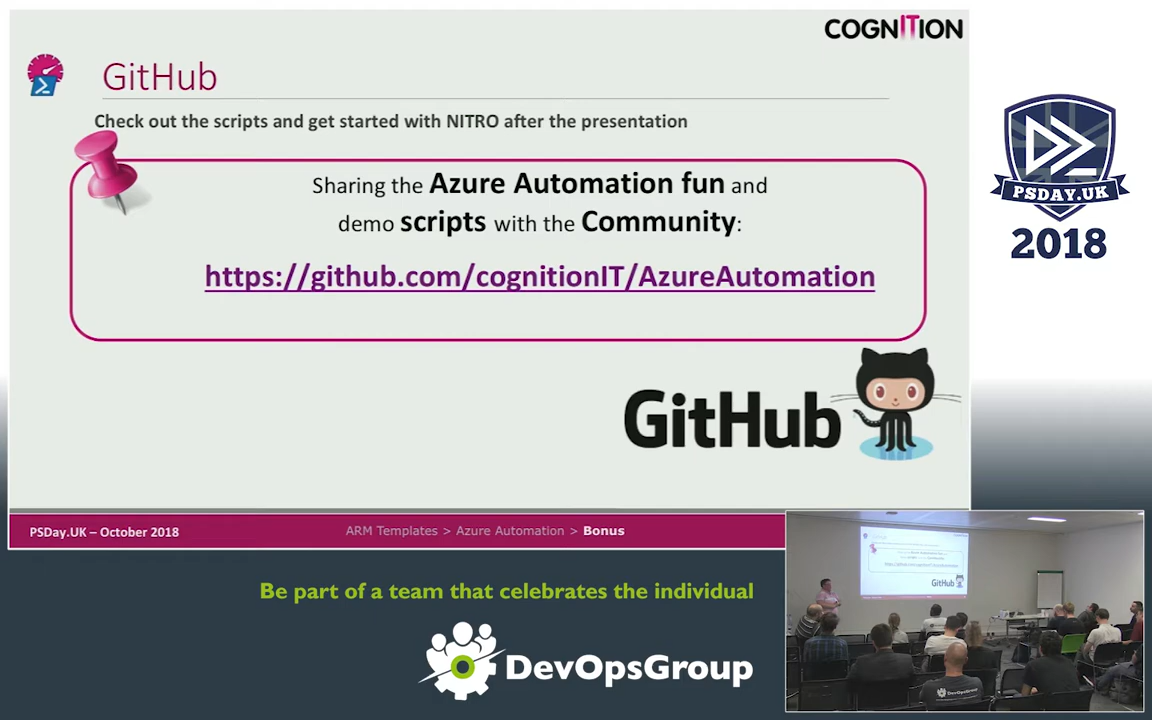 COGNITION
GitHub
Check out the scripts and get started with NITRO after the presentation
Sharing the Azure Automation fun and
demo scripts with the Community:
https://github.com/cognitionIT/AzureAutomation
GitHub
PSDay.UK – October 2018
ARM Templates > Azure Automation > Bonus
PSDAY.UK
2018
Be part of a team that celebrates the individual
DevOpsGroup
GitHub
DevOpsGroup